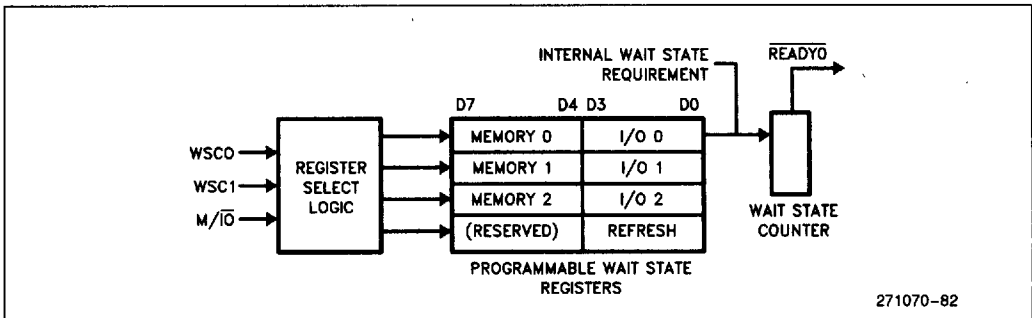 INTERNAL WAIT STATE
REQUIREMENT
READYO
D7 D4 D3 D0
WSC0
WSC1
M/IO
REGISTER
SELECT
LOGIC
MEMORY 0 I/O 0
MEMORY 1 I/O 1
MEMORY 2 I/O 2
(RESERVED) REFRESH
WAIT STATE
COUNTER
PROGRAMMABLE WAIT STATE
REGISTERS
271070-82